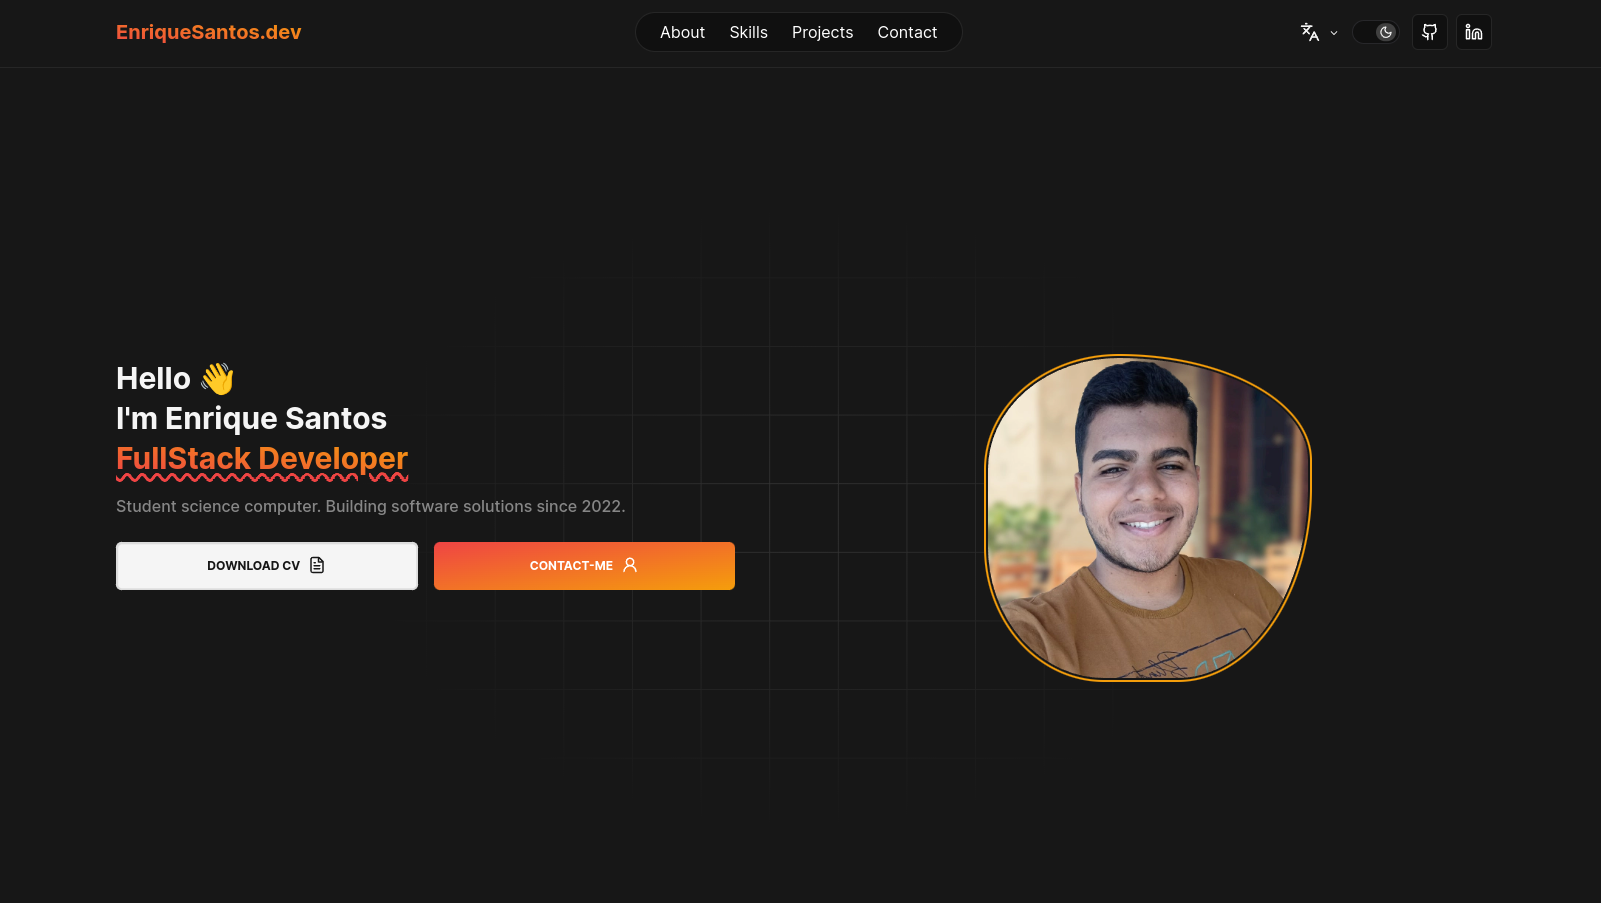 EnriqueSantos.dev
About Skills Projects Contact
Hello 👋
I'm Enrique Santos
FullStack Developer
Student science computer. Building software solutions since 2022.
DOWNLOAD CV
CONTACT-ME